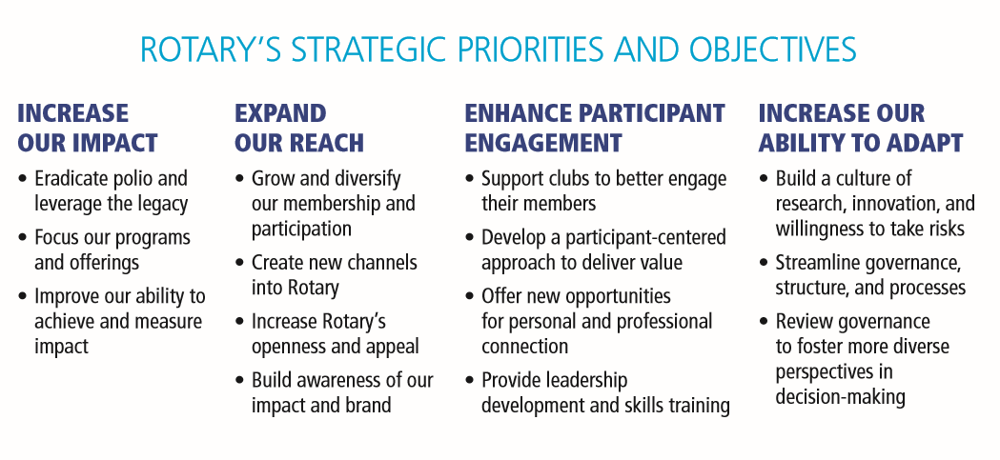 ROTARY’S STRATEGIC PRIORITIES AND OBJECTIVES
INCREASE
OUR IMPACT
• Eradicate polio and
leverage the legacy
• Focus our programs
and offerings
• Improve our ability to
achieve and measure
impact
EXPAND
OUR REACH
• Grow and diversify
our membership and
participation
• Create new channels
into Rotary
• Increase Rotary’s
openness and appeal
• Build awareness of our
impact and brand
ENHANCE PARTICIPANT
ENGAGEMENT
• Support clubs to better engage
their members
• Develop a participant-centered
approach to deliver value
• Offer new opportunities
for personal and professional
connection
• Provide leadership
development and skills training
INCREASE OUR
ABILITY TO ADAPT
• Build a culture of
research, innovation, and
willingness to take risks
• Streamline governance,
structure, and processes
• Review governance
to foster more diverse
perspectives in
decision-making